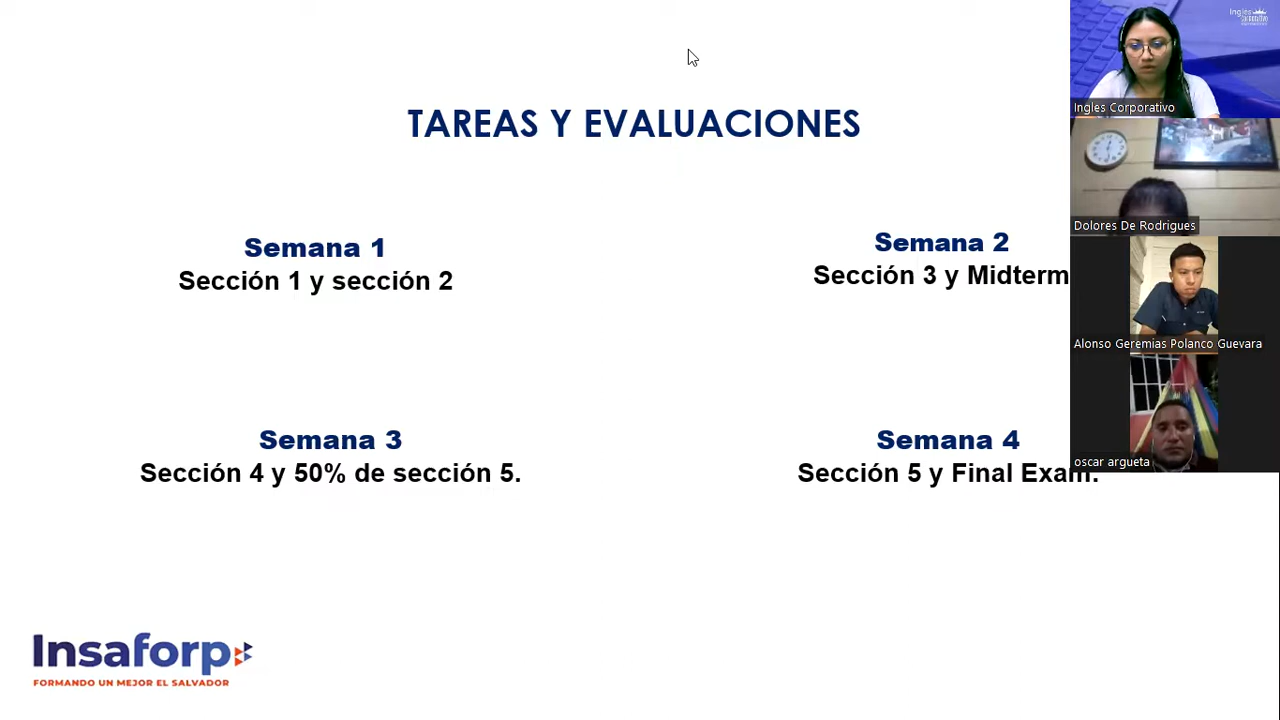 TAREAS Y EVALUACIONES
Semana 1
Sección 1 y sección 2
Semana 2
Sección 3 y Midterm
Semana 3
Sección 4 y 50% de sección 5.
Semana 4
Sección 5 y Final Exam.
Insaforp
FORMANDO UN MEJOR EL SALVADOR
Ingles Corporativo
Dolores De Rodrigues
Alonso Geremias Polanco Guevara
oscar argueta